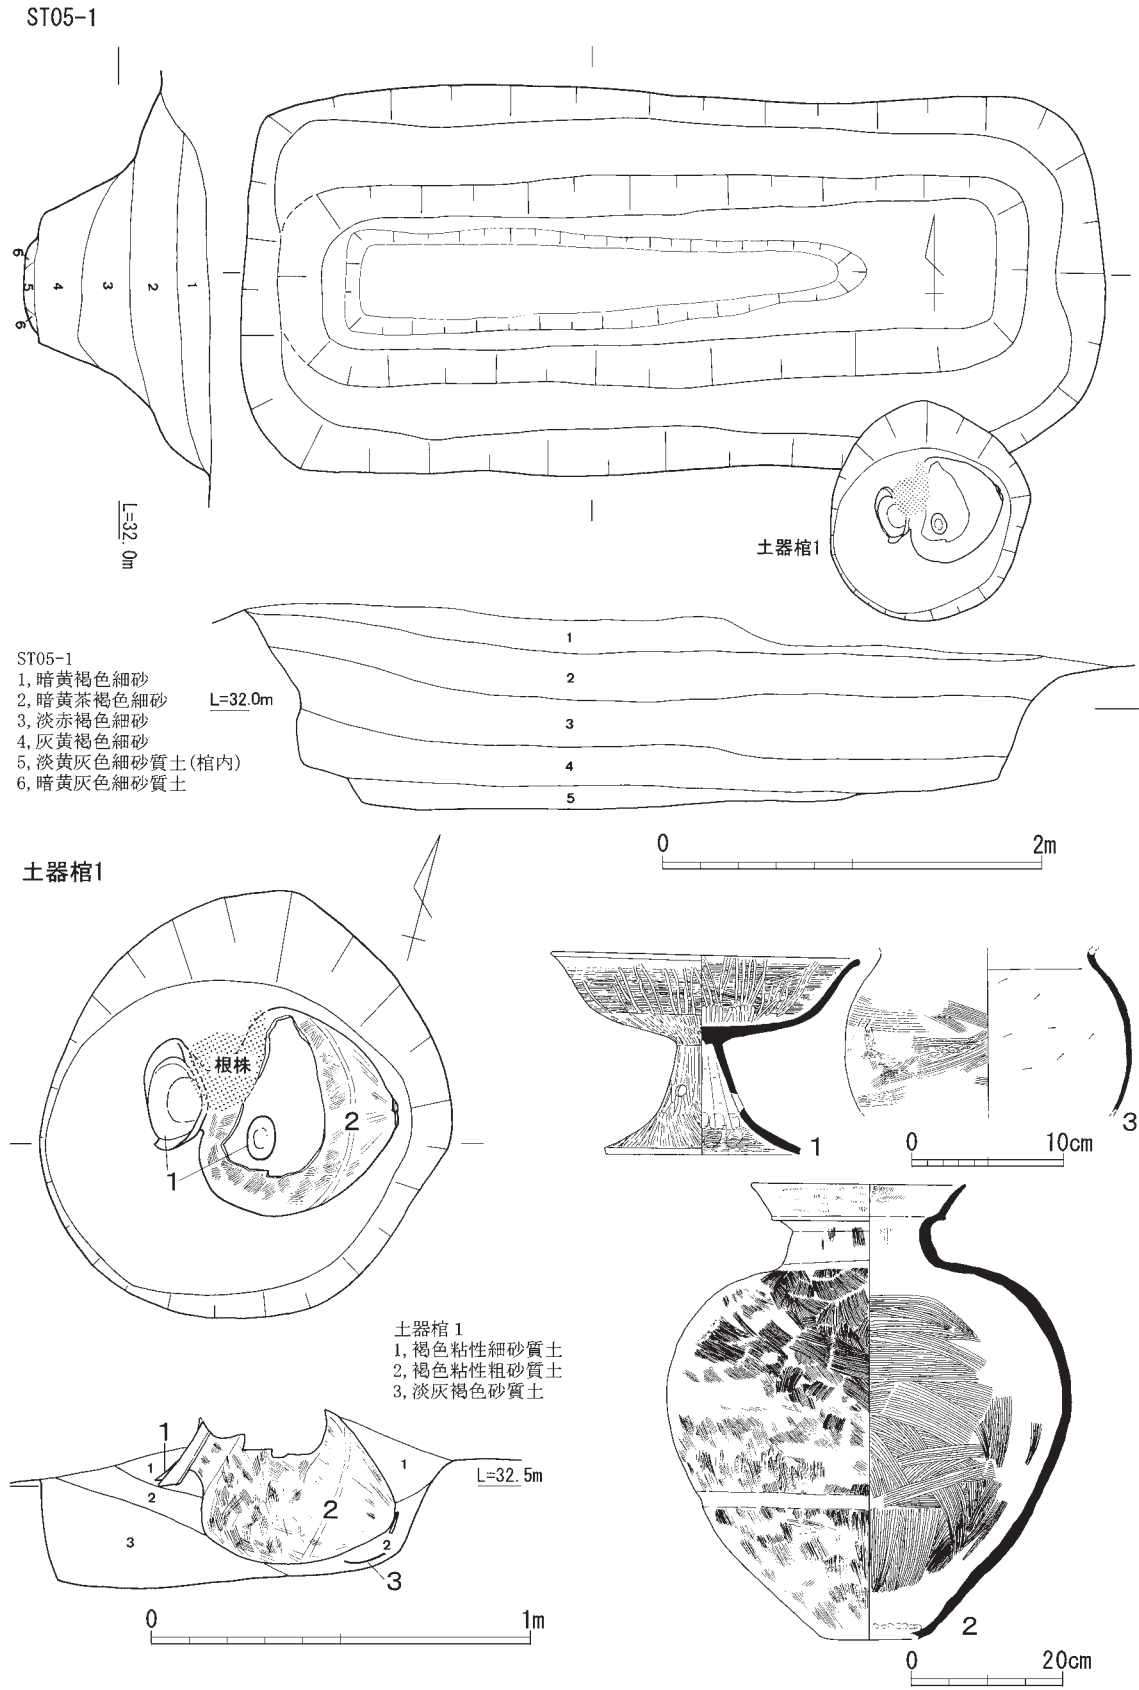 ST05-1
6
5
6
4
3
2
1
L=32.0m
土器棺1
ST05-1
1,暗黄褐色細砂
2,暗黄茶褐色細砂
3,淡赤褐色細砂
4,灰黄褐色細砂
5,淡黄灰色細砂質土(棺内)
6,暗黄灰色細砂質土
L=32.0m
1
2
3
4
5
0 2m
土器棺1
根株
2
1
1
3
0 10cm
土器棺1
1,褐色粘性細砂質土
2,褐色粘性粗砂質土
3,淡灰褐色砂質土
1
1
2
3
2
1
2
3
L=32.5m
0 1m
2
0 20cm